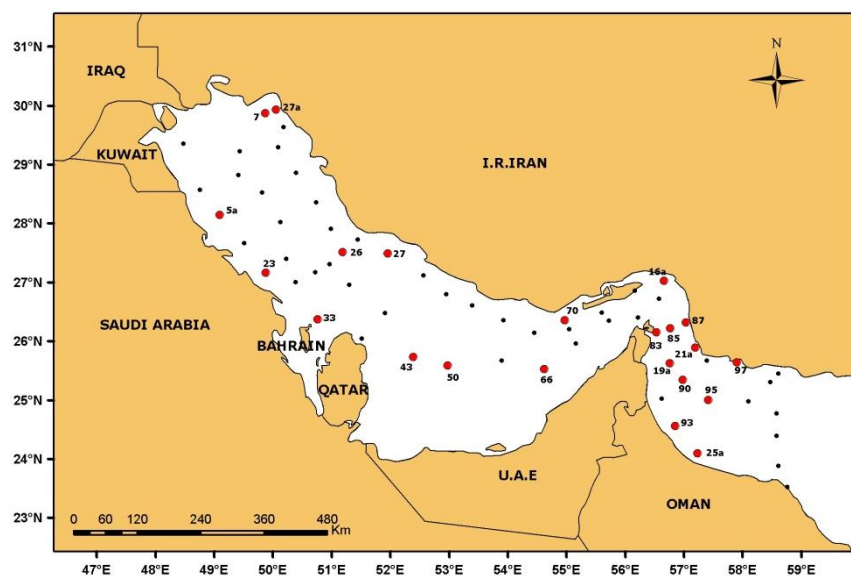 31°N
30°N
29°N
28°N
27°N
26°N
25°N
24°N
23°N
N
IRAQ
27a
7
KUWAIT
I.R.IRAN
5a
26
27
23
16a
33
70
87
SAUDI ARABIA
85
83
BAHRAIN
21a
43
97
19a
50
66
90
QATAR
95
93
25a
U.A.E
OMAN
0 60 120 240 360 480
Km
47°E 48°E 49°E 50°E 51°E 52°E 53°E 54°E 55°E 56°E 57°E 58°E 59°E